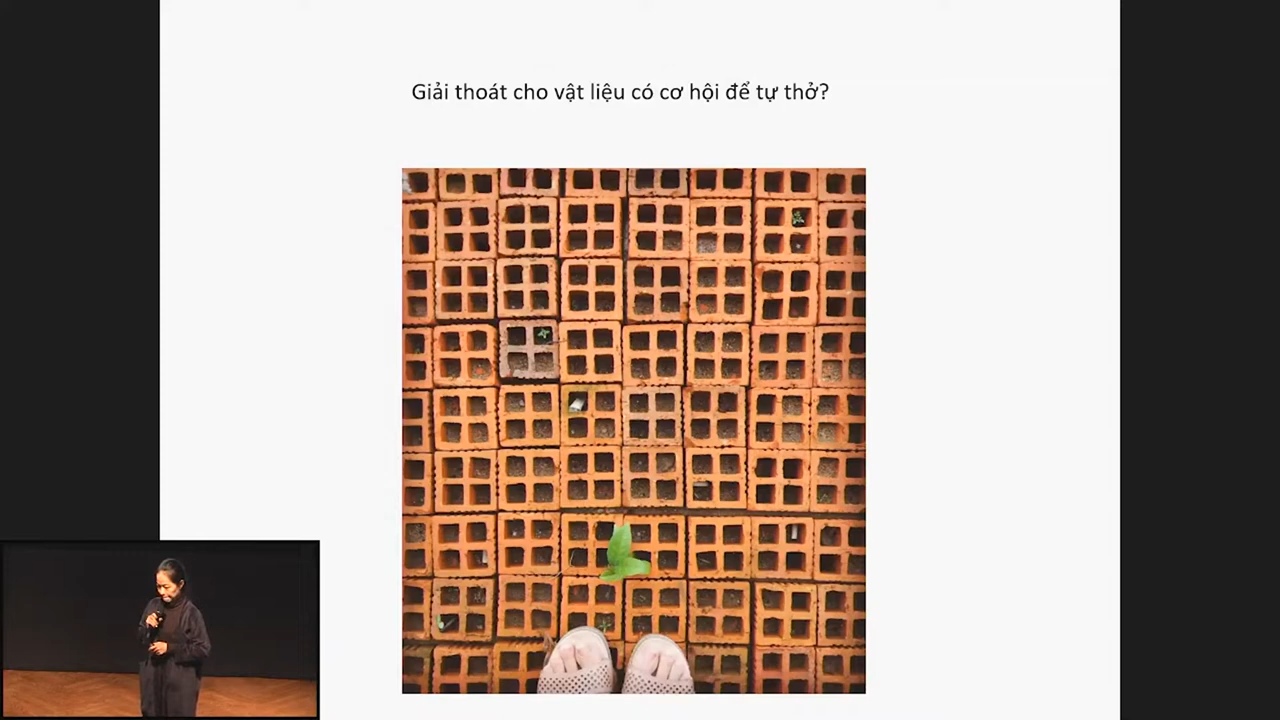 Giải thoát cho vật liệu có cơ hội để tự thở?